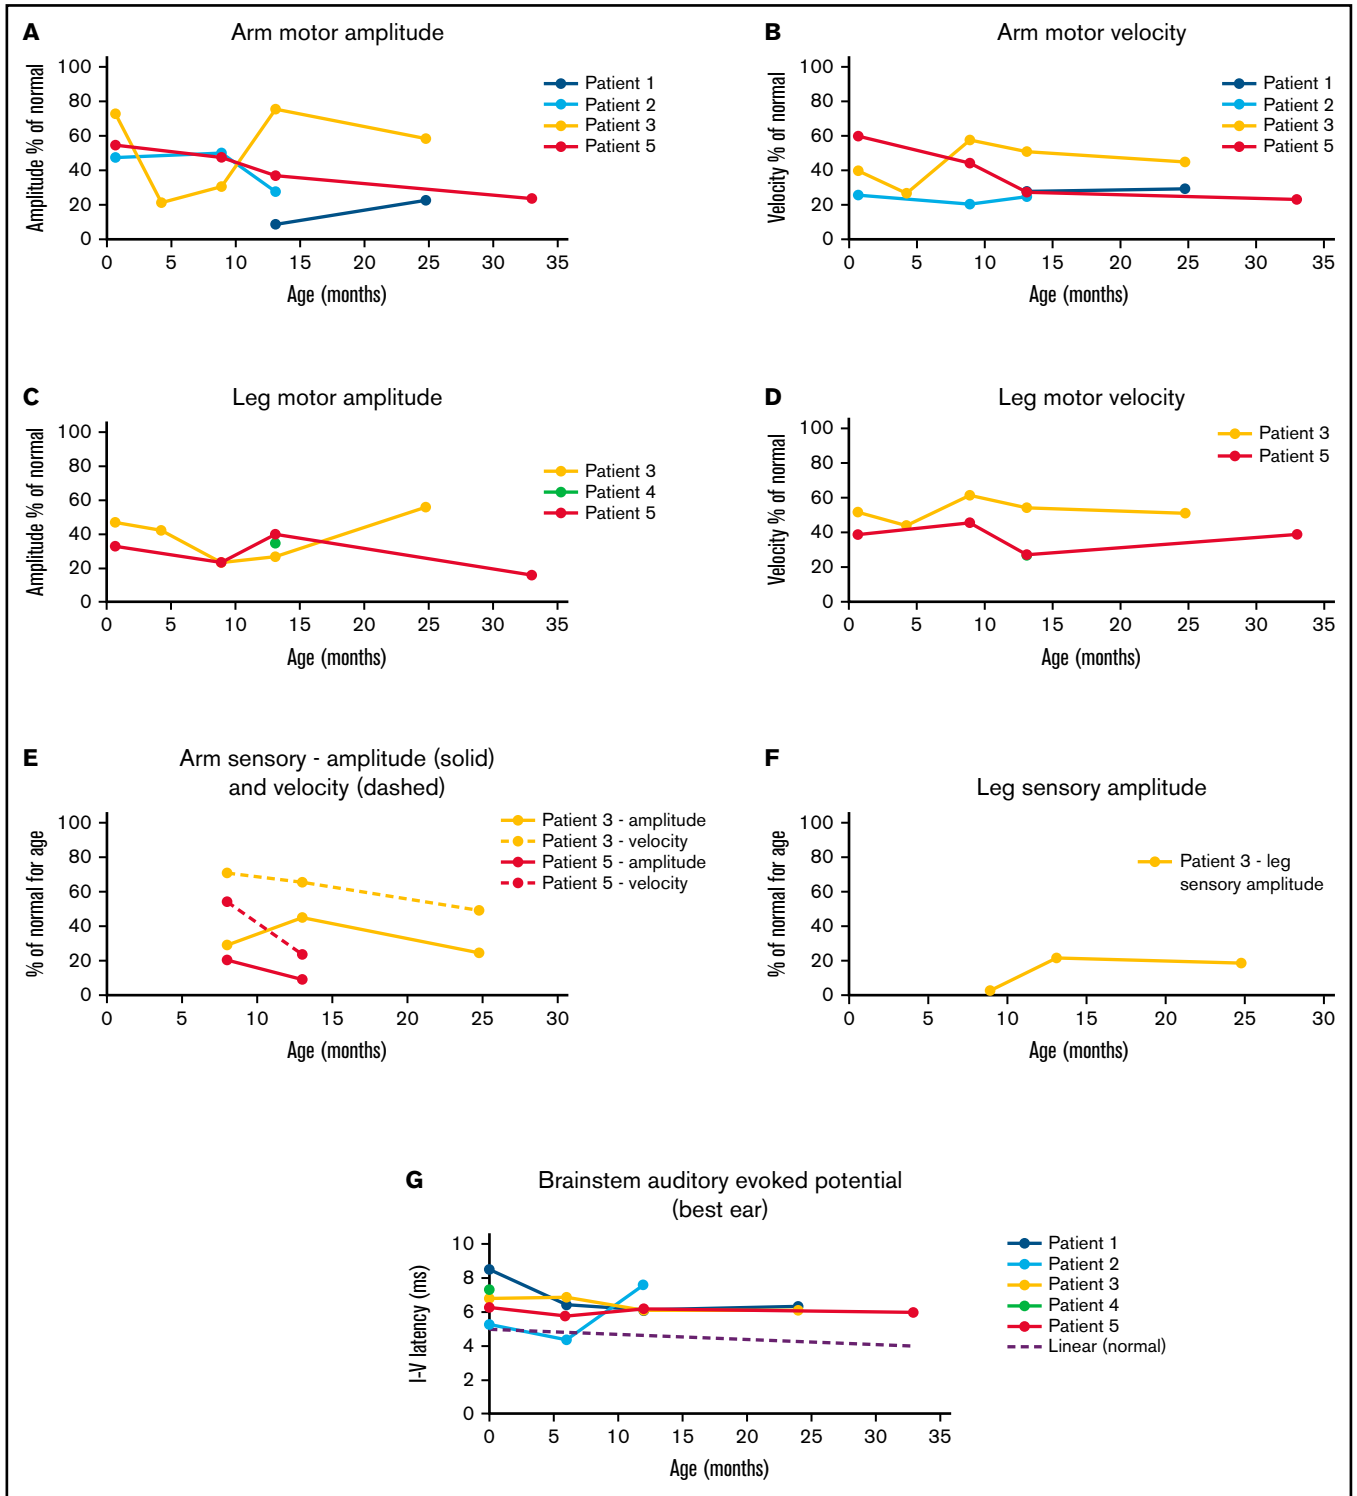 A
Arm motor amplitude
Amplitude % of normal
100
80
60
40
20
0
0 5 10 15 20 25 30 35
Age (months)
Patient 1
Patient 2
Patient 3
Patient 5
B
Arm motor velocity
Velocity % of normal
100
80
60
40
20
0
0 5 10 15 20 25 30 35
Age (months)
Patient 1
Patient 2
Patient 3
Patient 5
C
Leg motor amplitude
Amplitude % of normal
100
80
60
40
20
0
0 5 10 15 20 25 30 35
Age (months)
Patient 3
Patient 4
Patient 5
D
Leg motor velocity
Velocity % of normal
100
80
60
40
20
0
0 5 10 15 20 25 30 35
Age (months)
Patient 3
Patient 5
E
Arm sensory - amplitude (solid)
and velocity (dashed)
% of normal for age
100
80
60
40
20
0
0 5 10 15 20 25 30
Age (months)
Patient 3 - amplitude
Patient 3 - velocity
Patient 5 - amplitude
Patient 5 - velocity
F
Leg sensory amplitude
% of normal for age
100
80
60
40
20
0
0 5 10 15 20 25 30
Age (months)
Patient 3 - leg
sensory amplitude
G
Brainstem auditory evoked potential
(best ear)
I-V latency (ms)
10
8
6
4
2
0
0 5 10 15 20 25 30 35
Age (months)
Patient 1
Patient 2
Patient 3
Patient 4
Patient 5
Linear (normal)